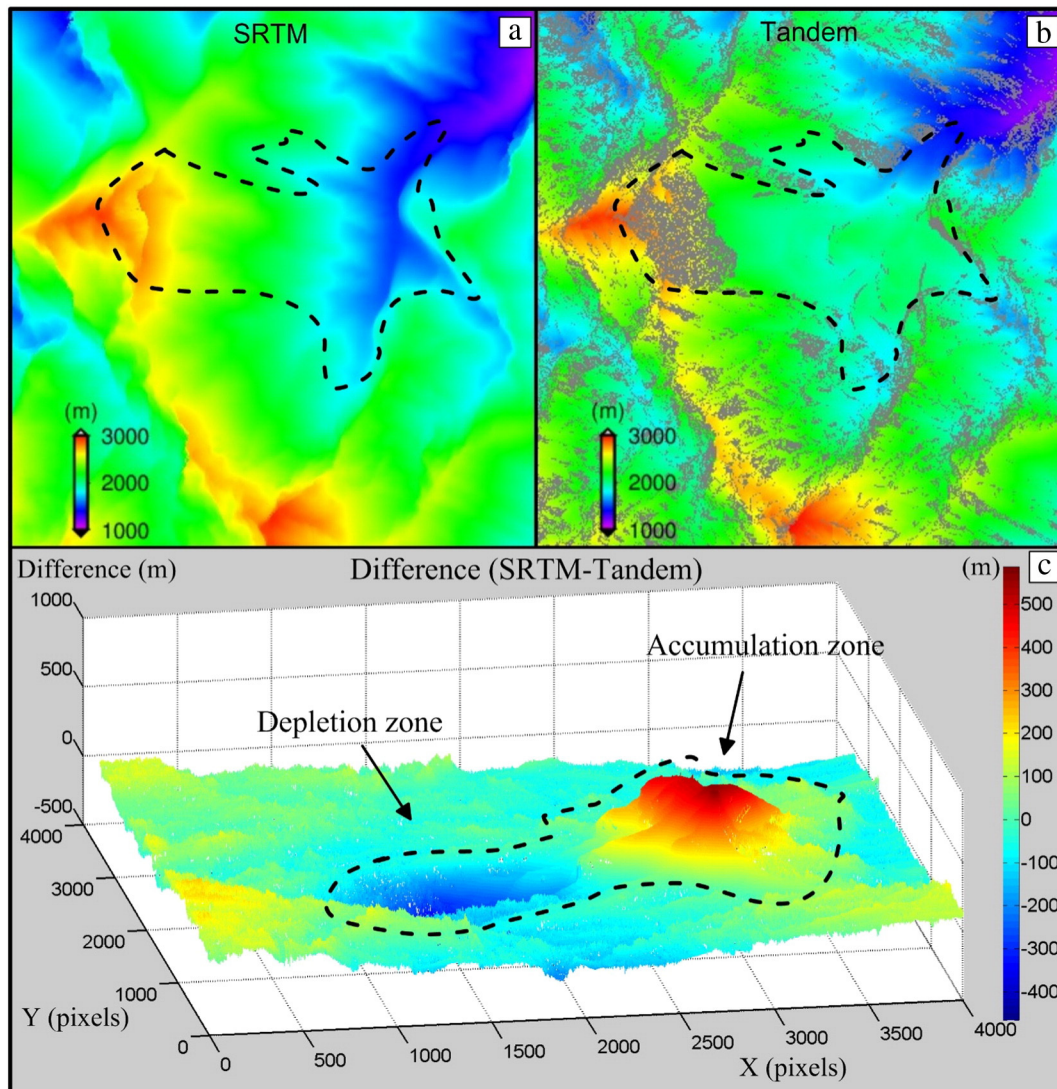 SRTM
a
(m)
3000
2000
1000
Tandem
b
(m)
3000
2000
1000
Difference (m)
Difference (SRTM-Tandem)
(m)
c
1000
500
0
-500
4000
3000
2000
1000
0
Y (pixels)
0
500
1000
1500
2000
2500
3000
3500
4000
X (pixels)
Depletion zone
Accumulation zone
500
400
300
200
100
0
-100
-200
-300
-400